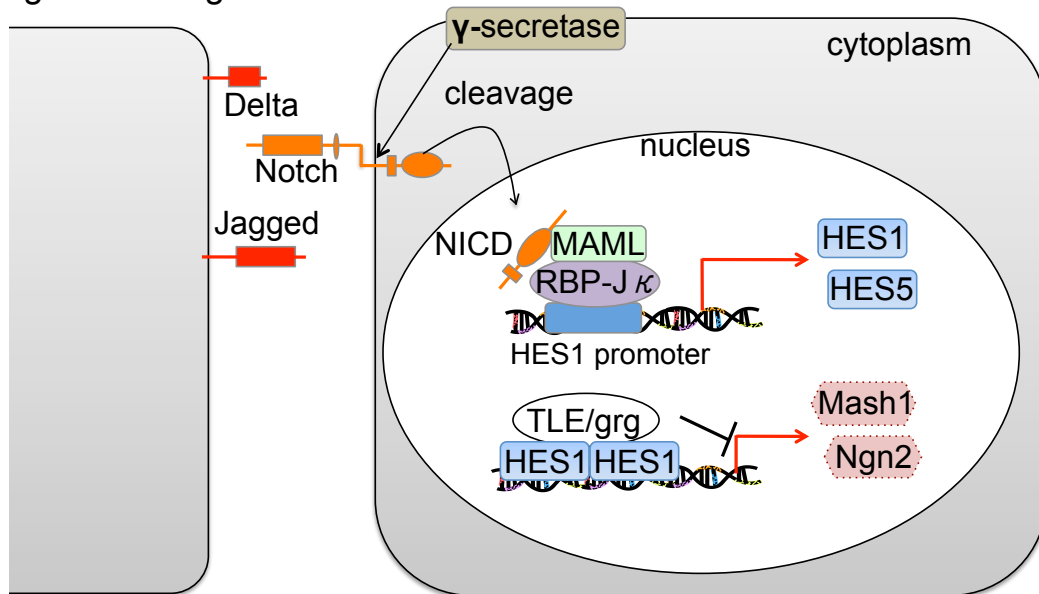 γ-secretase
cytoplasm
cleavage
Delta
Notch
nucleus
Jagged
NICD
MAML
HES1
RBP-J κ
HES5
HES1 promoter
Mash1
TLE/grg
HES1 HES1
Ngn2